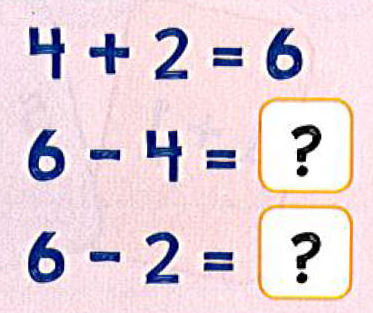 4 + 2 = 6
6 - 4 = ?
6 - 2 = ?